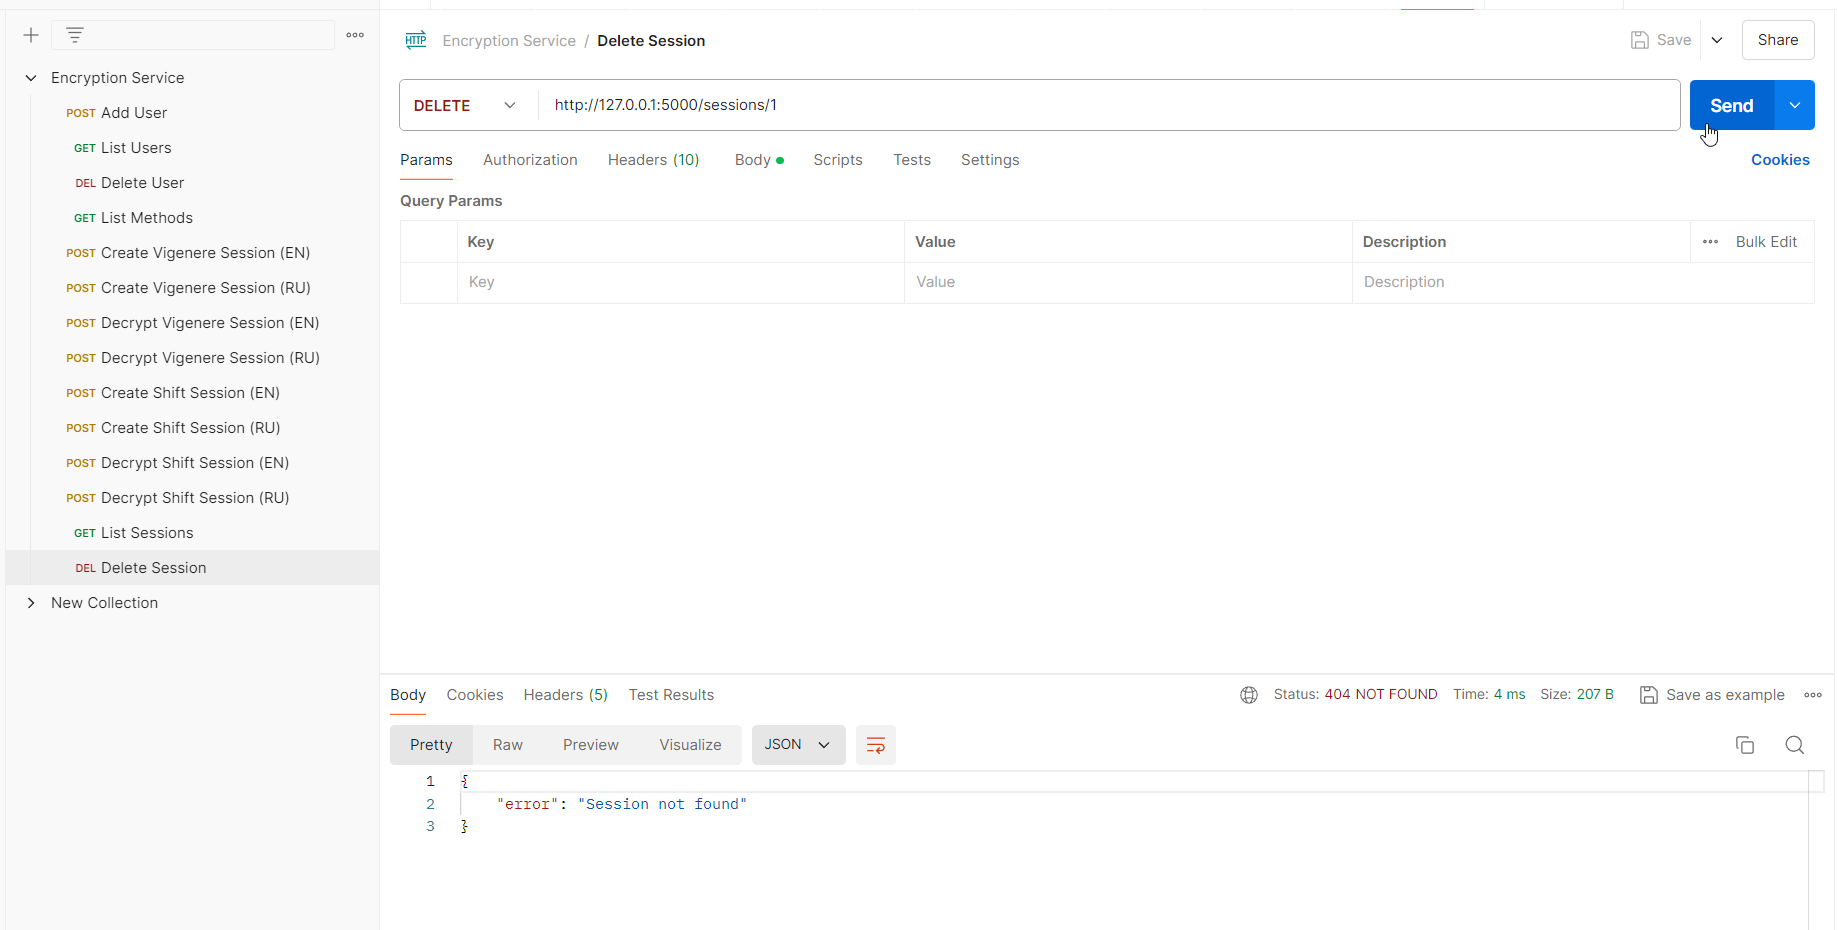 Encryption Service
POST Add User
GET List Users
DEL Delete User
GET List Methods
POST Create Vigenere Session (EN)
POST Create Vigenere Session (RU)
POST Decrypt Vigenere Session (EN)
POST Decrypt Vigenere Session (RU)
POST Create Shift Session (EN)
POST Create Shift Session (RU)
POST Decrypt Shift Session (EN)
POST Decrypt Shift Session (RU)
GET List Sessions
DEL Delete Session
New Collection
HTTP Encryption Service / Delete Session Save Share
DELETE http://127.0.0.1:5000/sessions/1 Send
Params Authorization Headers (10) Body Scripts Tests Settings Cookies
Query Params
Key Value Description Bulk Edit
Key Value Description
Body Cookies Headers (5) Test Results Status: 404 NOT FOUND Time: 4 ms Size: 207 B Save as example
Pretty Raw Preview Visualize JSON
1 {
2 "error": "Session not found"
3 }